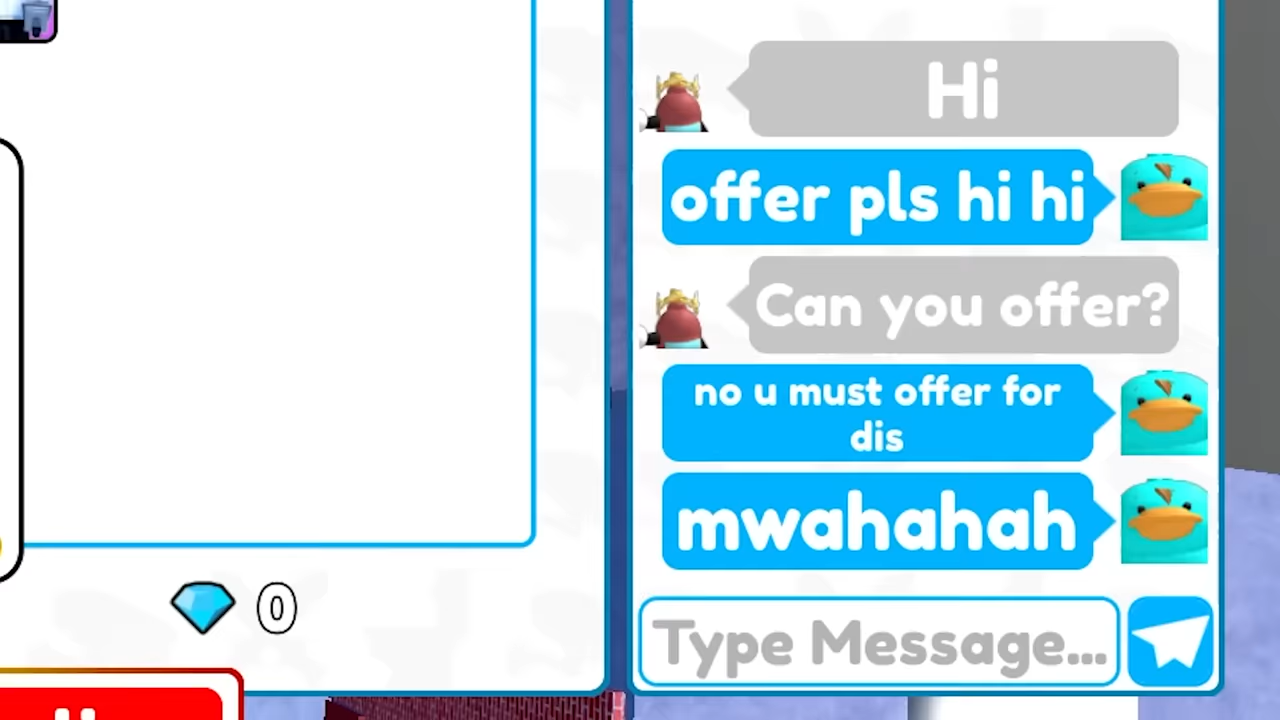 Hi
offer pls hi hi
Can you offer?
no u must offer for
dis
mwahahah
Type Message...
0